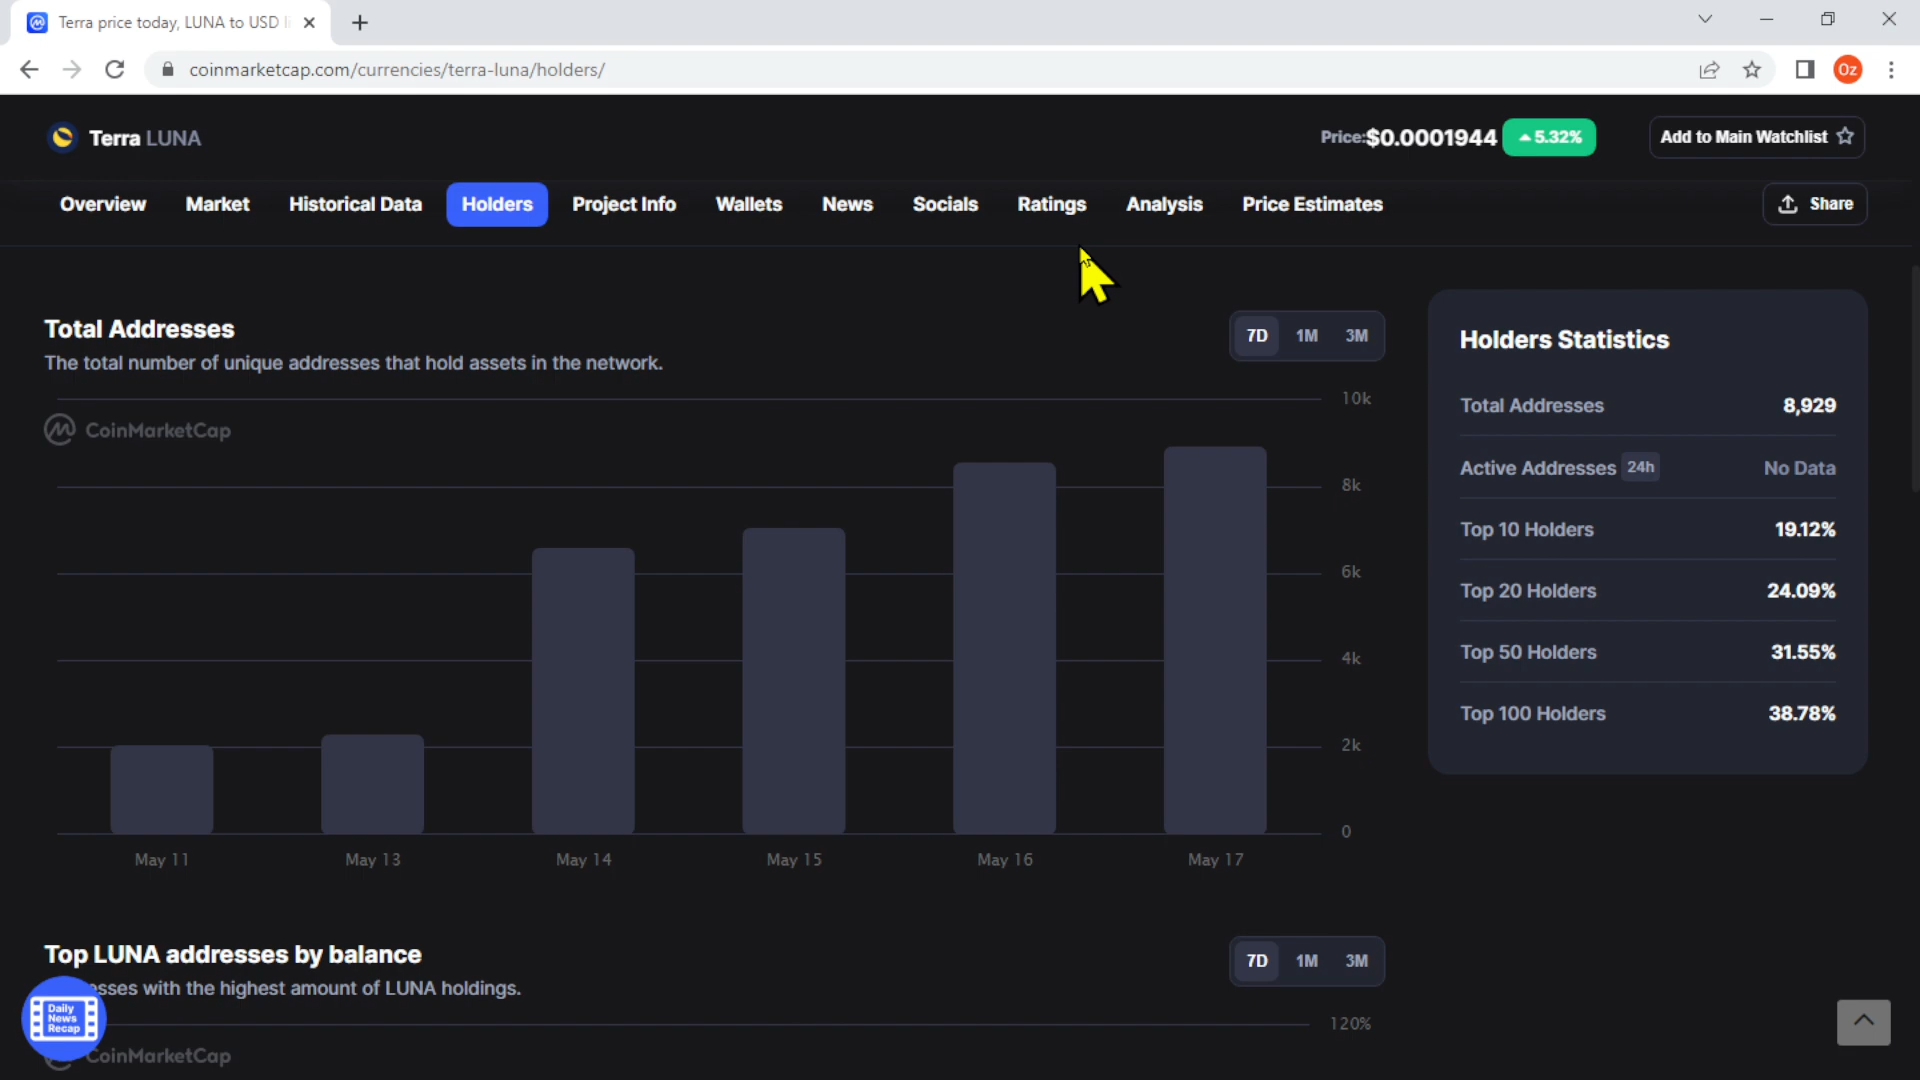 Terra price today, LUNA to USD li
coinmarketcap.com/currencies/terra-luna/holders/
Oz
Terra LUNA
Price:$0.0001944
5.32%
Add to Main Watchlist
Overview
Market
Historical Data
Holders
Project Info
Wallets
News
Socials
Ratings
Analysis
Price Estimates
Share
Total Addresses
The total number of unique addresses that hold assets in the network.
7D 1M 3M
CoinMarketCap
10k
8k
6k
4k
2k
0
May 11
May 13
May 14
May 15
May 16
May 17
Holders Statistics
Total Addresses 8,929
Active Addresses 24h No Data
Top 10 Holders 19.12%
Top 20 Holders 24.09%
Top 50 Holders 31.55%
Top 100 Holders 38.78%
Top LUNA addresses by balance
esses with the highest amount of LUNA holdings.
7D 1M 3M
120%
Daily
News
Recap
CoinMarketCap